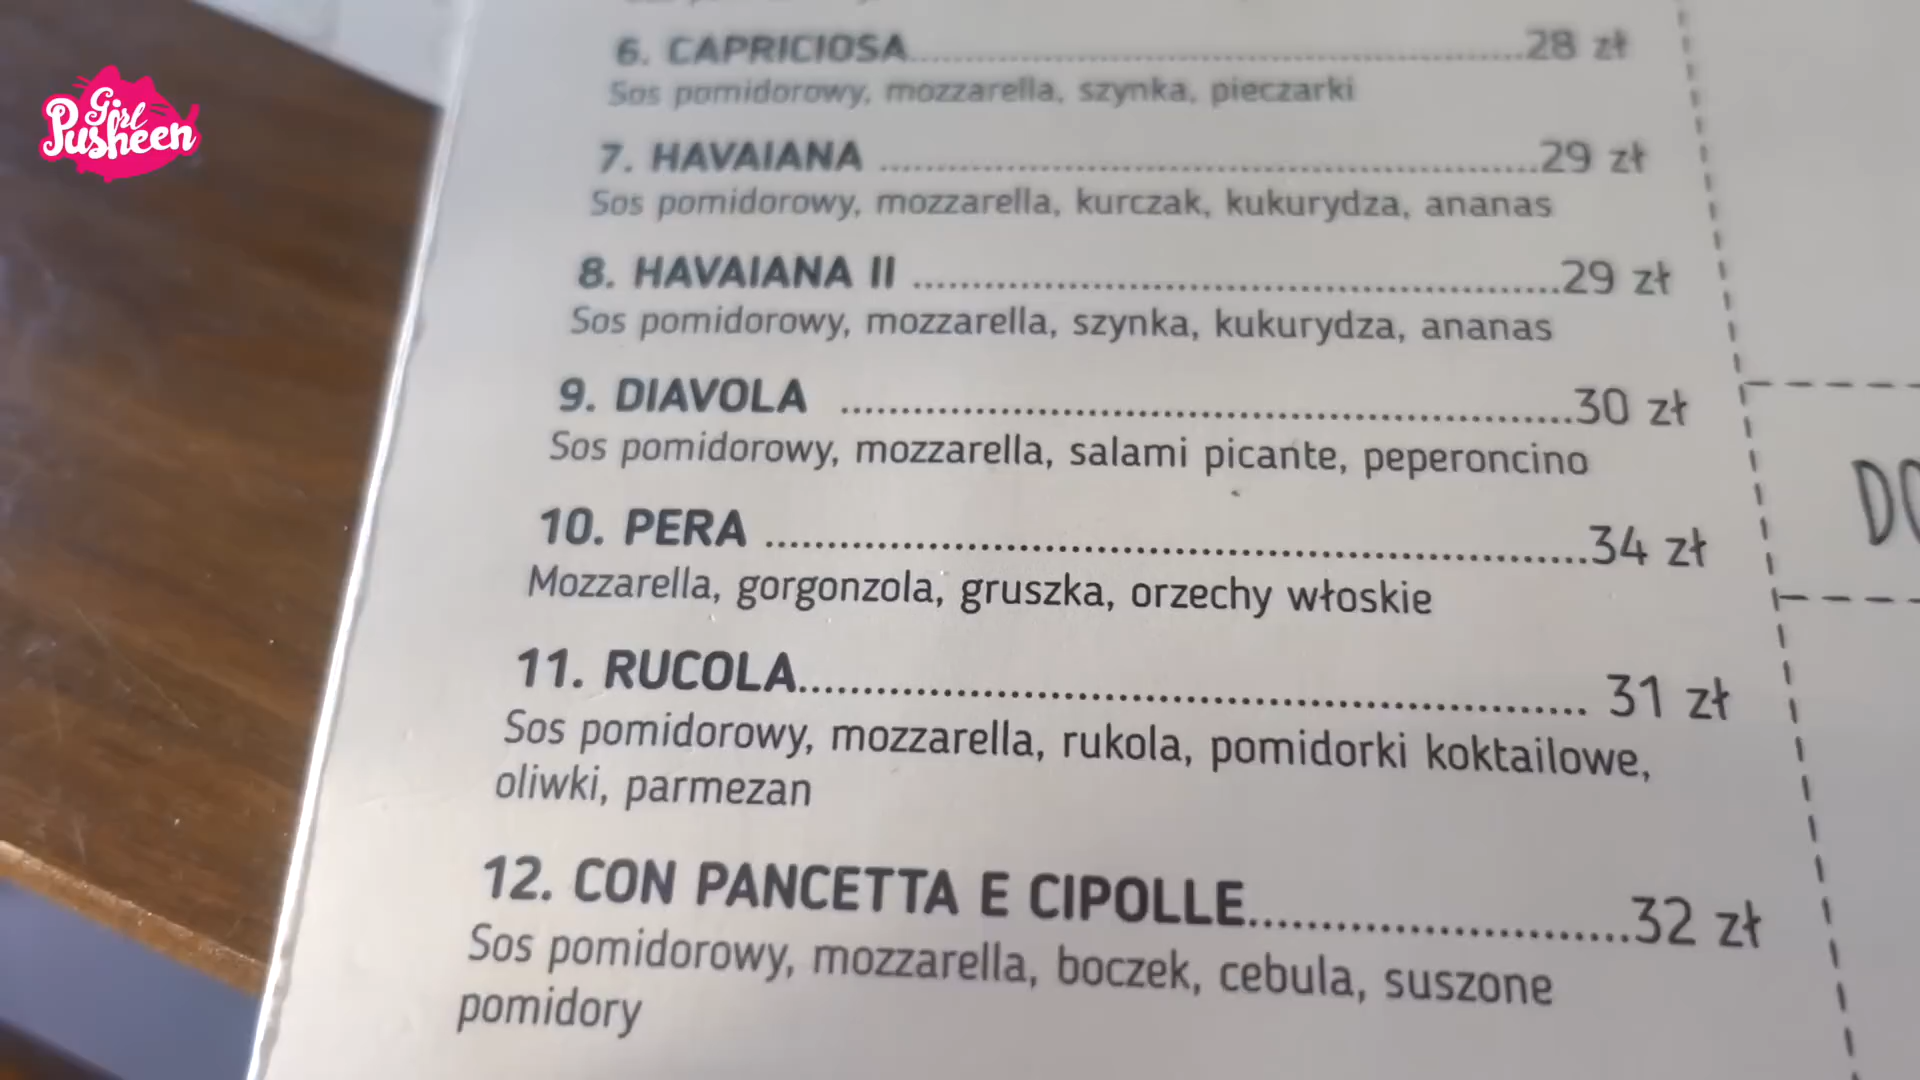 Girl
Pusheen
6. CAPRICIOSA............28 zł
Sos pomidorowy, mozzarella, szynka, pieczarki
7. HAVAIANA ............29 zł
Sos pomidorowy, mozzarella, kurczak, kukurydza, ananas
8. HAVAIANA II ............29 zł
Sos pomidorowy, mozzarella, szynka, kukurydza, ananas
9. DIAVOLA ............30 zł
Sos pomidorowy, mozzarella, salami picante, peperoncino
10. PERA ............34 zł
Mozzarella, gorgonzola, gruszka, orzechy włoskie
11. RUCOLA............ 31 zł
Sos pomidorowy, mozzarella, rukola, pomidorki koktailowe,
oliwki, parmezan
12. CON PANCETTA E CIPOLLE............32 zł
Sos pomidorowy, mozzarella, boczek, cebula, suszone
pomidory